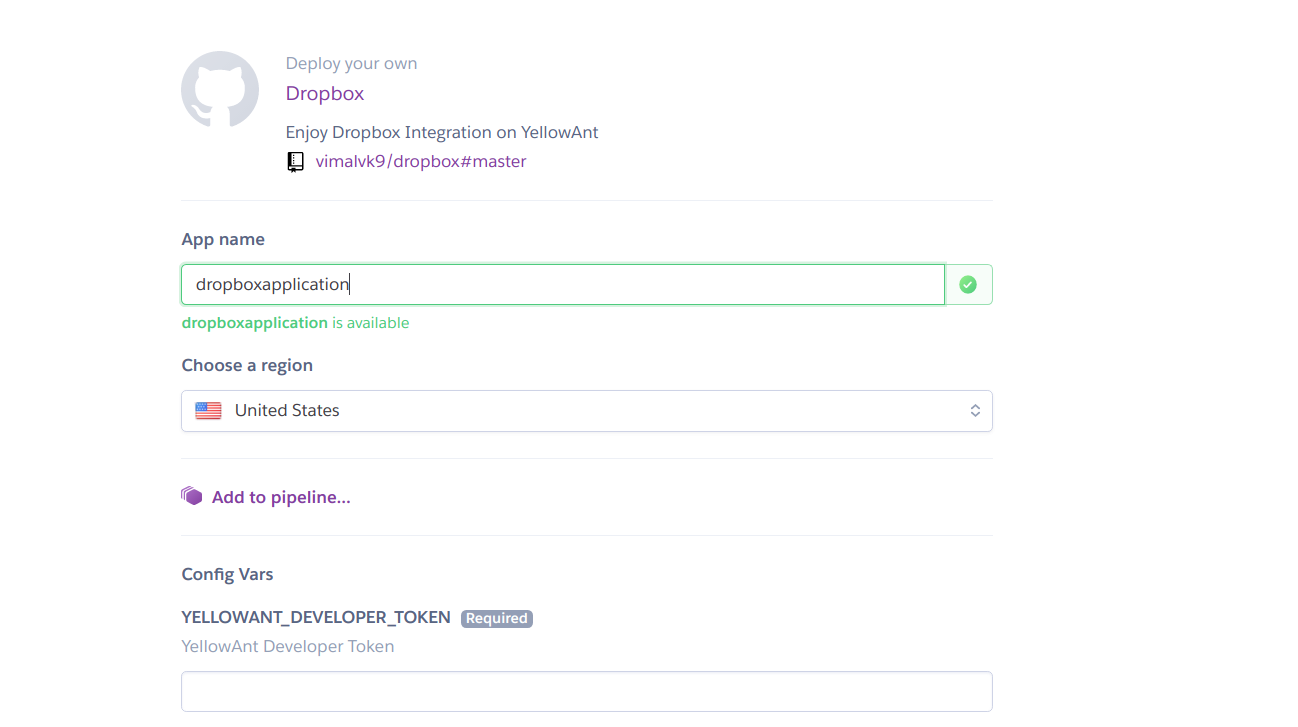 Deploy your own
Dropbox
Enjoy Dropbox Integration on YellowAnt
vimalvk9/dropbox#master
App name
dropboxapplication
dropboxapplication is available
Choose a region
United States
Add to pipeline...
Config Vars
YELLOWANT_DEVELOPER_TOKEN Required
YellowAnt Developer Token